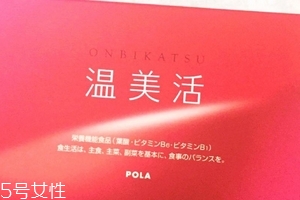 ONBIKATSU
温美活
栄養機能食品（葉酸・ビタミンB6・ビタミンB1）
食生活は、主食、主菜、副菜を基本に、食事のバランスを。
POLA
5号女性